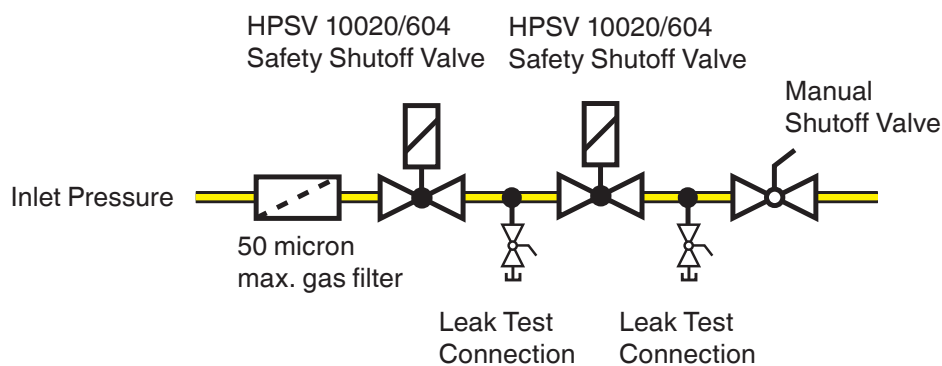 HPSV 10020/604
Safety Shutoff Valve
HPSV 10020/604
Safety Shutoff Valve
Manual
Shutoff Valve
Inlet Pressure
50 micron
max. gas filter
Leak Test
Connection
Leak Test
Connection